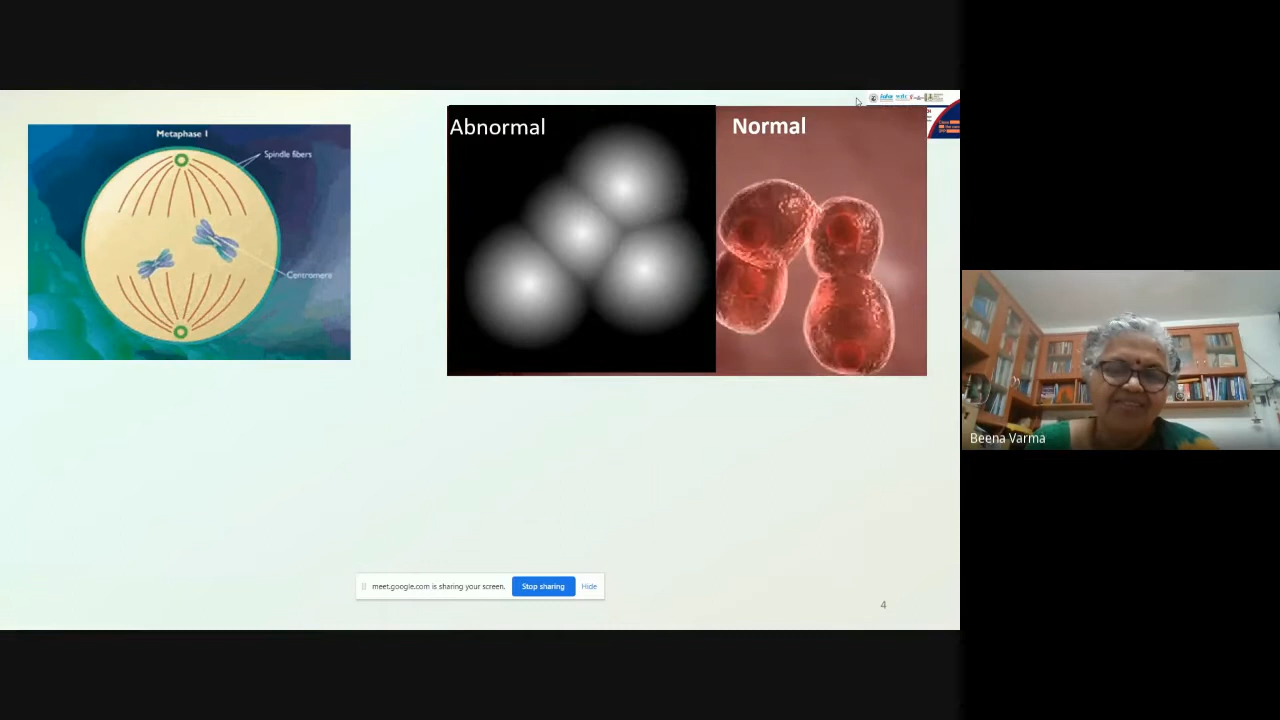 Metaphase I
Spindle fibers
Centromere
Abnormal
Normal
Beena Varma
meet.google.com is sharing your screen.
Stop sharing
Hide
4